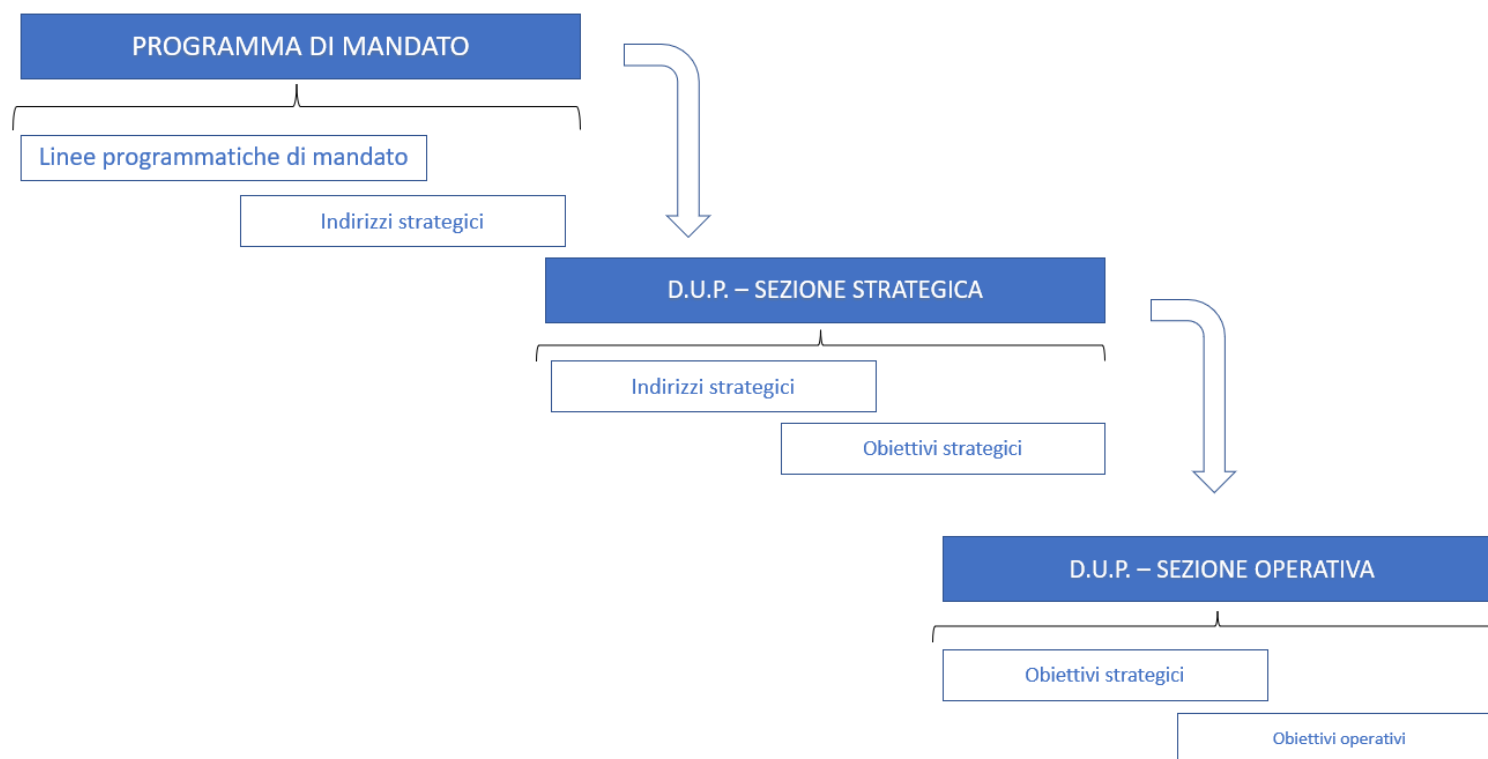 PROGRAMMA DI MANDATO
Linee programmatiche di mandato
Indirizzi strategici
D.U.P. – SEZIONE STRATEGICA
Indirizzi strategici
Obiettivi strategici
D.U.P. – SEZIONE OPERATIVA
Obiettivi strategici
Obiettivi operativi